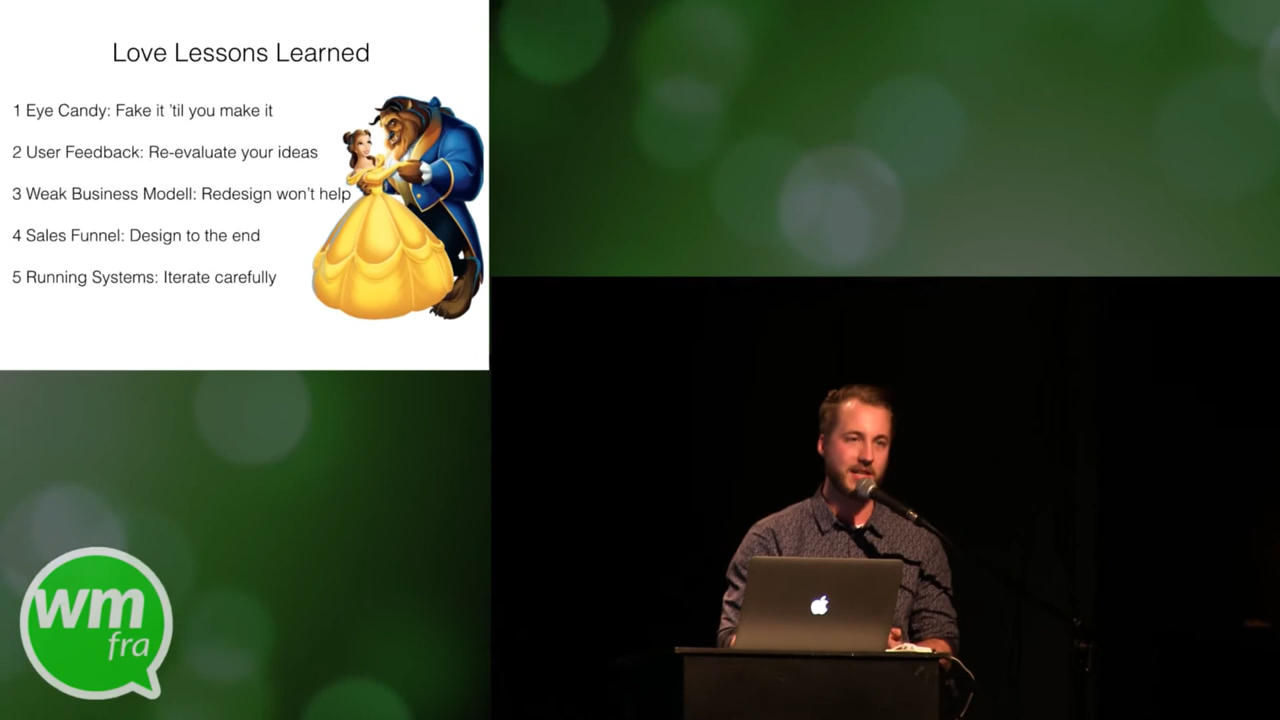 Love Lessons Learned
1 Eye Candy: Fake it ’til you make it
2 User Feedback: Re-evaluate your ideas
3 Weak Business Modell: Redesign won’t help
4 Sales Funnel: Design to the end
5 Running Systems: Iterate carefully
wm
fra